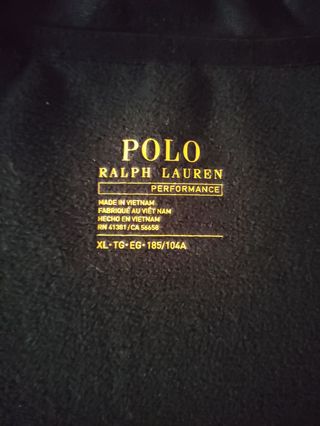 POLO
RALPH LAUREN
PERFORMANCE
MADE IN VIETNAM
FABRIQUÉ AU VIÊT NAM
HECHO EN VIETNAM
RN 41381 / CA 56658
XL-TG-EG-185/104A